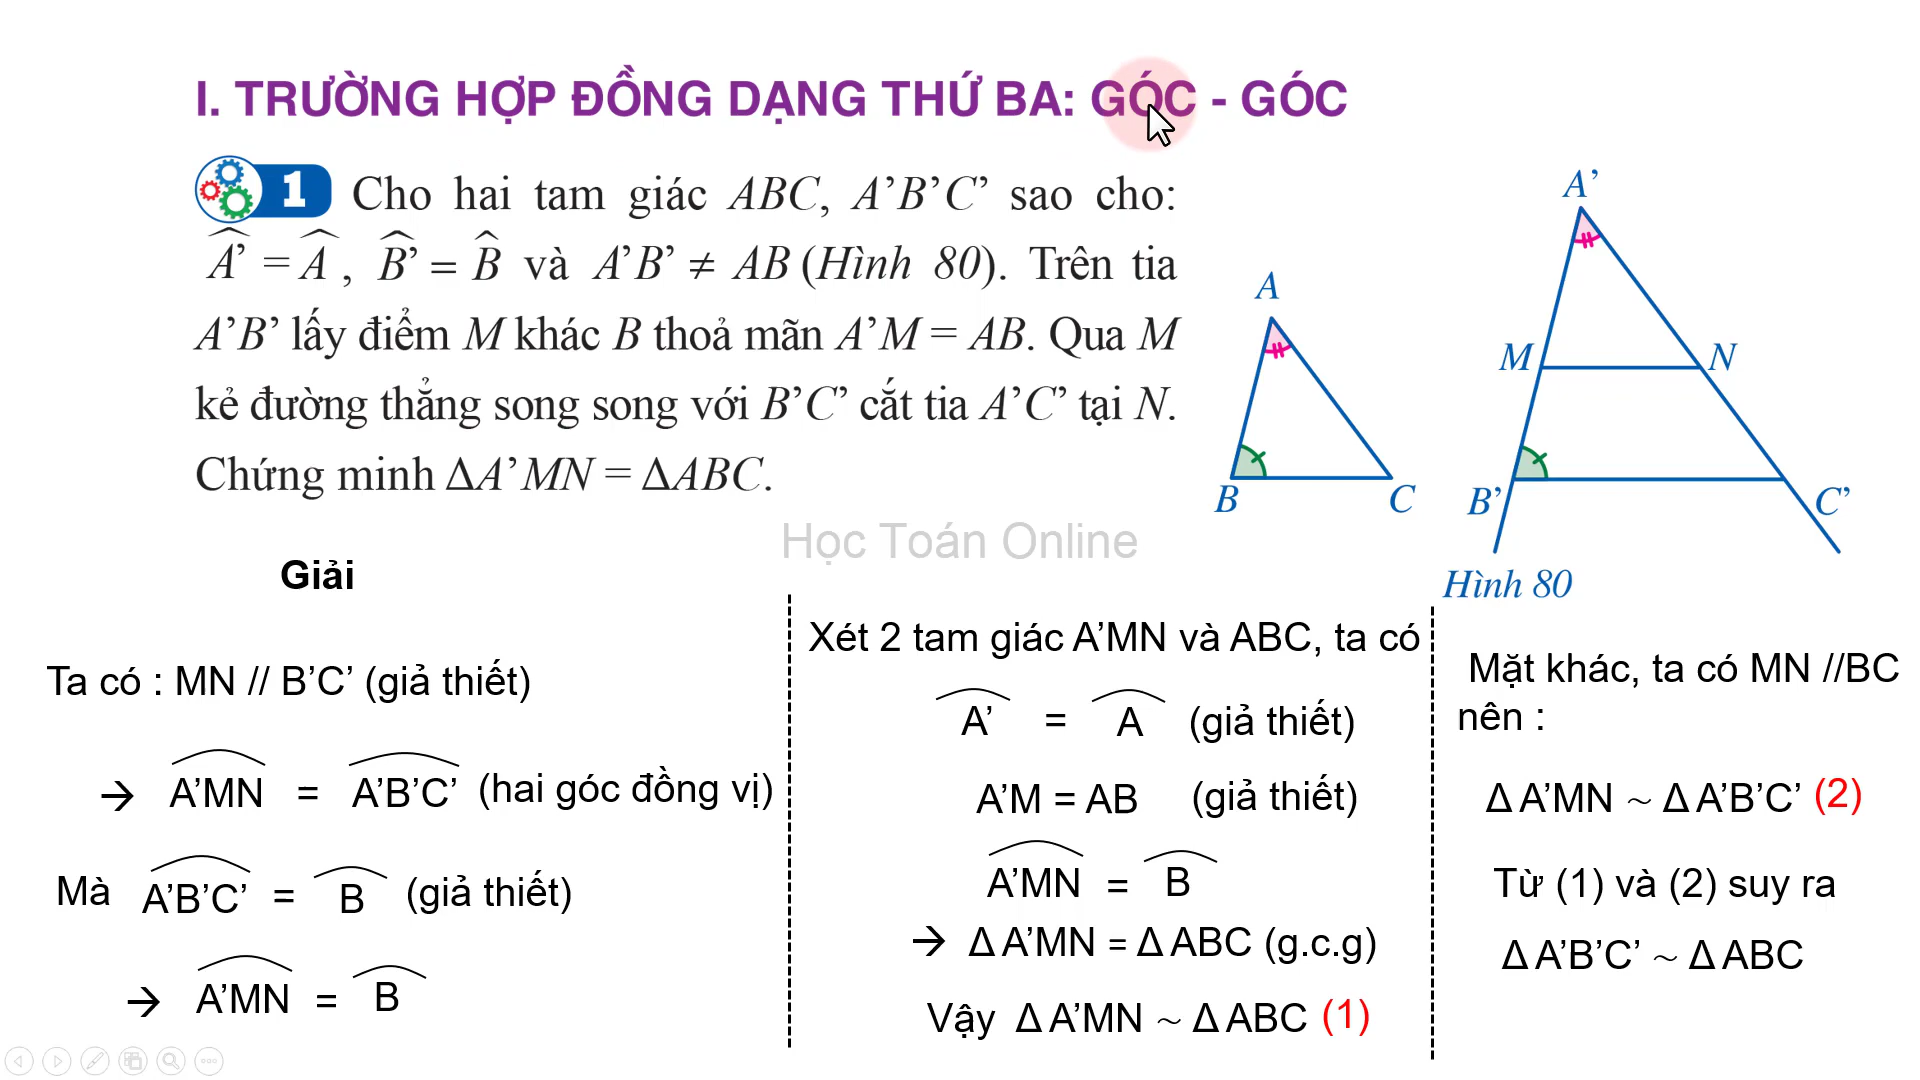 I. TRƯỜNG HỢP ĐỒNG DẠNG THỨ BA: GÓC - GÓC
1 Cho hai tam giác ABC, A’B’C’ sao cho:
A’ = A , B’ = B và A’B’ ≠ AB (Hình 80). Trên tia
A’B’ lấy điểm M khác B thoả mãn A’M = AB. Qua M
kẻ đường thẳng song song với B’C’ cắt tia A’C’ tại N.
Chứng minh ΔA’MN = ΔABC.
A
B
C
A’
M
N
B’
C’
Hình 80
Học Toán Online
Giải
Ta có : MN // B’C’ (giả thiết)
→ A’MN = A’B’C’ (hai góc đồng vị)
Mà A’B’C’ = B (giả thiết)
→ A’MN = B
Xét 2 tam giác A’MN và ABC, ta có
A’ = A (giả thiết)
A’M = AB (giả thiết)
A’MN = B
→ Δ A’MN = Δ ABC (g.c.g)
Vậy Δ A’MN ~ Δ ABC (1)
Mặt khác, ta có MN //BC
nên :
Δ A’MN ~ Δ A’B’C’ (2)
Từ (1) và (2) suy ra
Δ A’B’C’ ~ Δ ABC